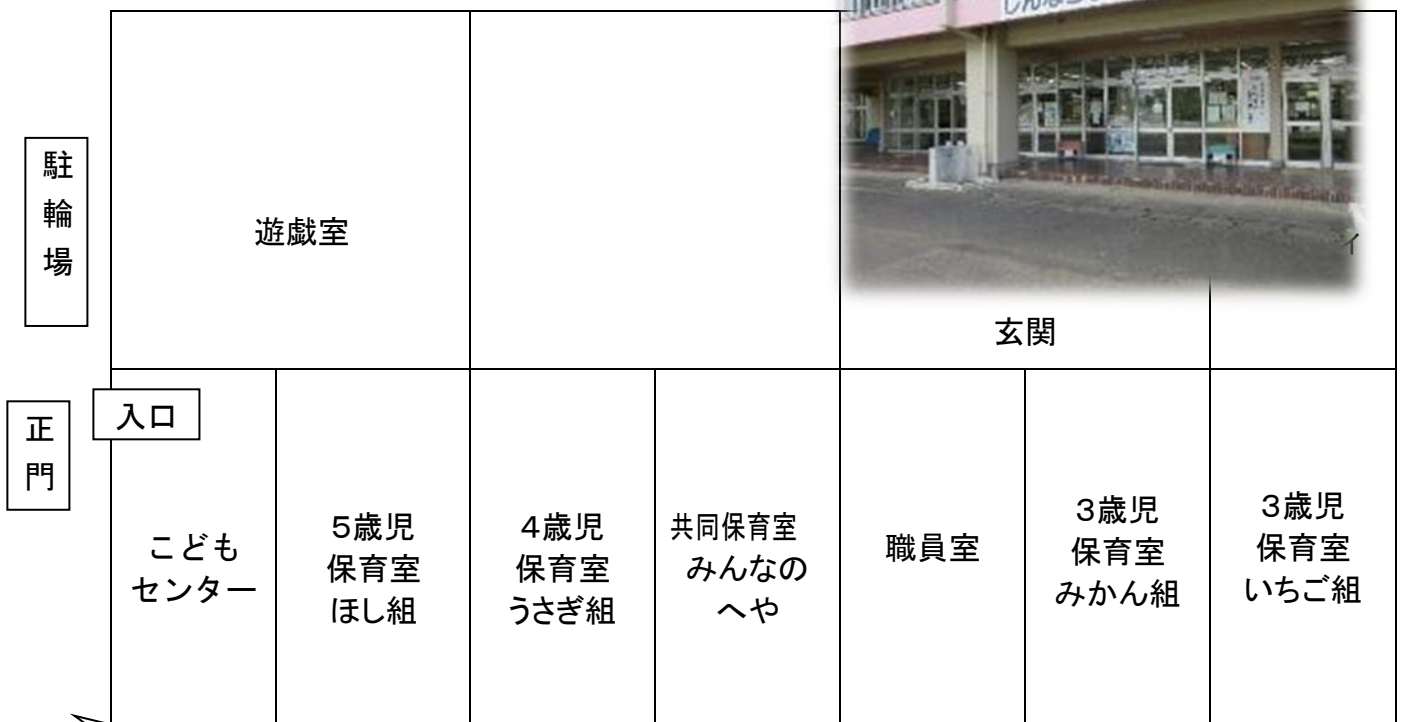 駐輪場
遊戯室
イ
玄関
正門
入口
こども
センター
5歳児
保育室
ほし組
4歳児
保育室
うさぎ組
共同保育室
みんなの
へや
職員室
3歳児
保育室
みかん組
3歳児
保育室
いちご組